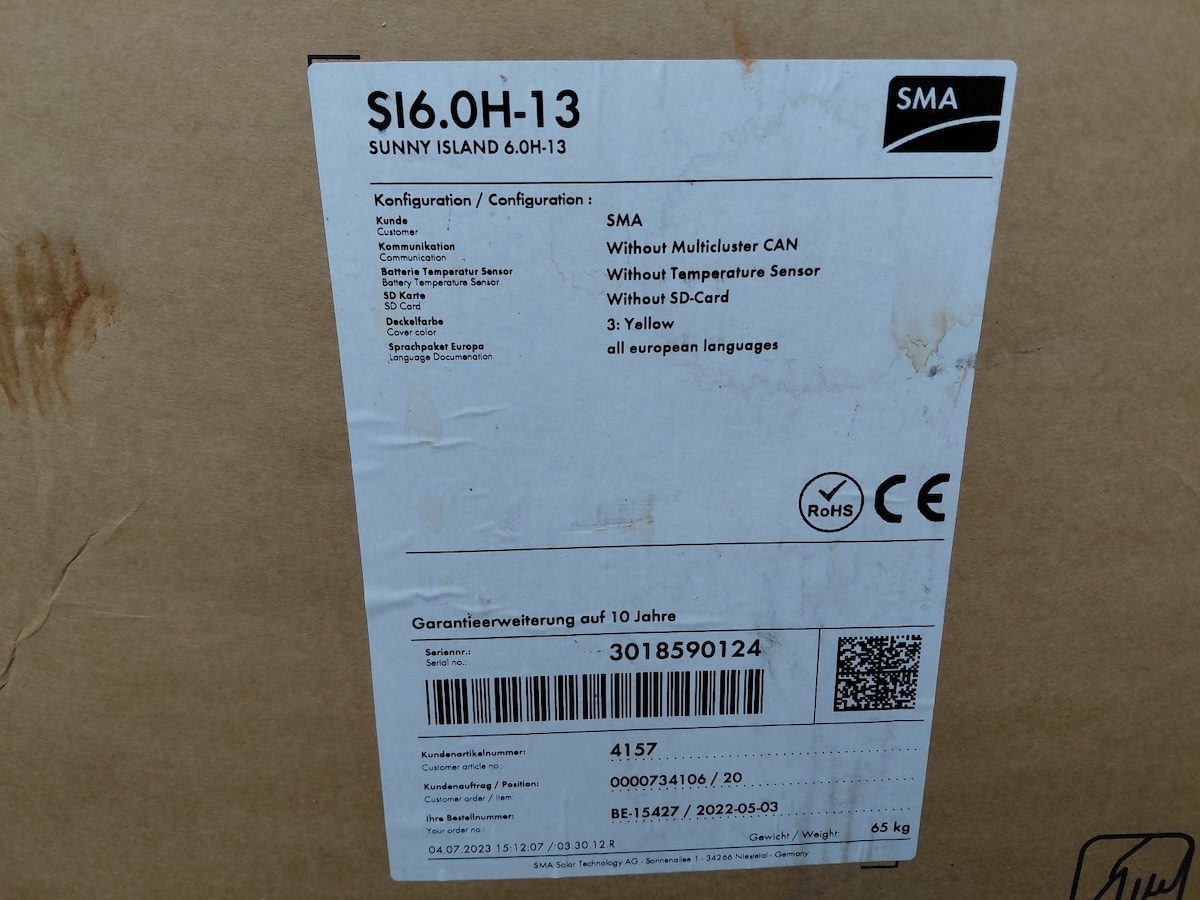 SI6.0H-13
SUNNY ISLAND 6.0H-13
SMA
Konfiguration / Configuration :
Kunde
Customer
SMA
Kommunikation
Communication
Without Multicluster CAN
Batterie Temperatur Sensor
Battery Temperature Sensor
Without Temperature Sensor
SD Karte
SD Card
Without SD-Card
Deckelfarbe
Cover color
3: Yellow
Sprachpaket Europa
Language Documenation
all european languages
RoHS CE
Garantieerweiterung auf 10 Jahre
Seriennr.:
Serial no.:
3018590124
Kundenartikelnummer:
Customer article no.:
4157
Kundenauftrag / Position:
Customer order / Item:
0000734106 / 20
Ihre Bestellnummer:
Your order no.:
BE-15427 / 2022-05-03
04.07.2023 15:12:07 / 03.30.12.R
Gewicht / Weight: 65 kg
SMA Solar Technology AG - Sonnenallee 1 - 34266 Niestetal - Germany